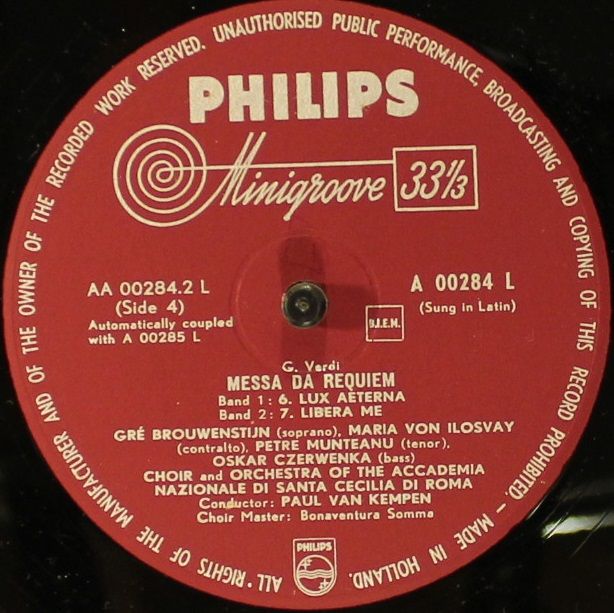 ALL RIGHTS OF THE MANUFACTURER AND OF THE OWNER OF THE RECORDED WORK RESERVED. UNAUTHORISED PUBLIC PERFORMANCE, BROADCASTING AND COPYING OF THIS RECORD PROHIBITED. – MADE IN HOLLAND.
PHILIPS
Minigroove 33⅓
AA 00284.2 L
(Side 4)
Automatically coupled
with A 00285 L
A 00284 L
(Sung in Latin)
B.I.E.M.
G. Verdi
MESSA DA REQUIEM
Band 1: 6. LUX AETERNA
Band 2: 7. LIBERA ME
GRÉ BROUWENSTIJN (soprano), MARIA VON ILOSVAY
(contralto), PETRE MUNTEANU (tenor),
OSKAR CZERWENKA (bass)
CHOIR and ORCHESTRA OF THE ACCADEMIA
NAZIONALE DI SANTA CECILIA DI ROMA
Conductor: PAUL VAN KEMPEN
Choir Master: Bonaventura Somma
PHILIPS